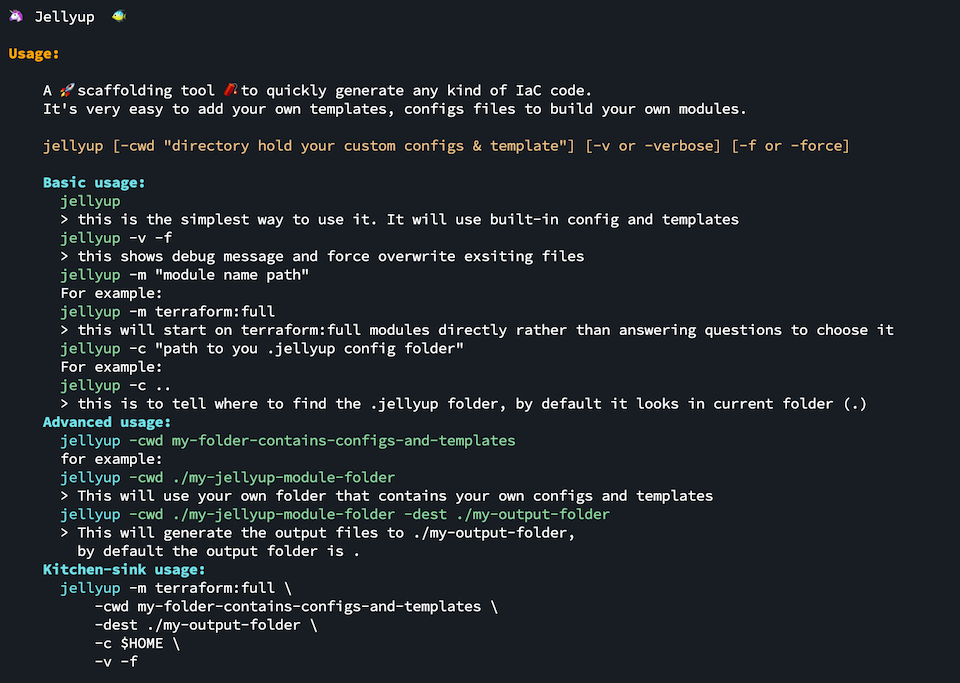 🦄 Jellyup 🐠
Usage:
A 🚀scaffolding tool 🧨to quickly generate any kind of IaC code.
It's very easy to add your own templates, configs files to build your own modules.
jellyup [-cwd "directory hold your custom configs & template"] [-v or -verbose] [-f or -force]
Basic usage:
jellyup
> this is the simplest way to use it. It will use built-in config and templates
jellyup -v -f
> this shows debug message and force overwrite exsiting files
jellyup -m "module name path"
For example:
jellyup -m terraform:full
> this will start on terraform:full modules directly rather than answering questions to choose it
jellyup -c "path to you .jellyup config folder"
For example:
jellyup -c ..
> this is to tell where to find the .jellyup folder, by default it looks in current folder (.)
Advanced usage:
jellyup -cwd my-folder-contains-configs-and-templates
for example:
jellyup -cwd ./my-jellyup-module-folder
> This will use your own folder that contains your own configs and templates
jellyup -cwd ./my-jellyup-module-folder -dest ./my-output-folder
> This will generate the output files to ./my-output-folder,
by default the output folder is .
Kitchen-sink usage:
jellyup -m terraform:full \
-cwd my-folder-contains-configs-and-templates \
-dest ./my-output-folder \
-c $HOME \
-v -f